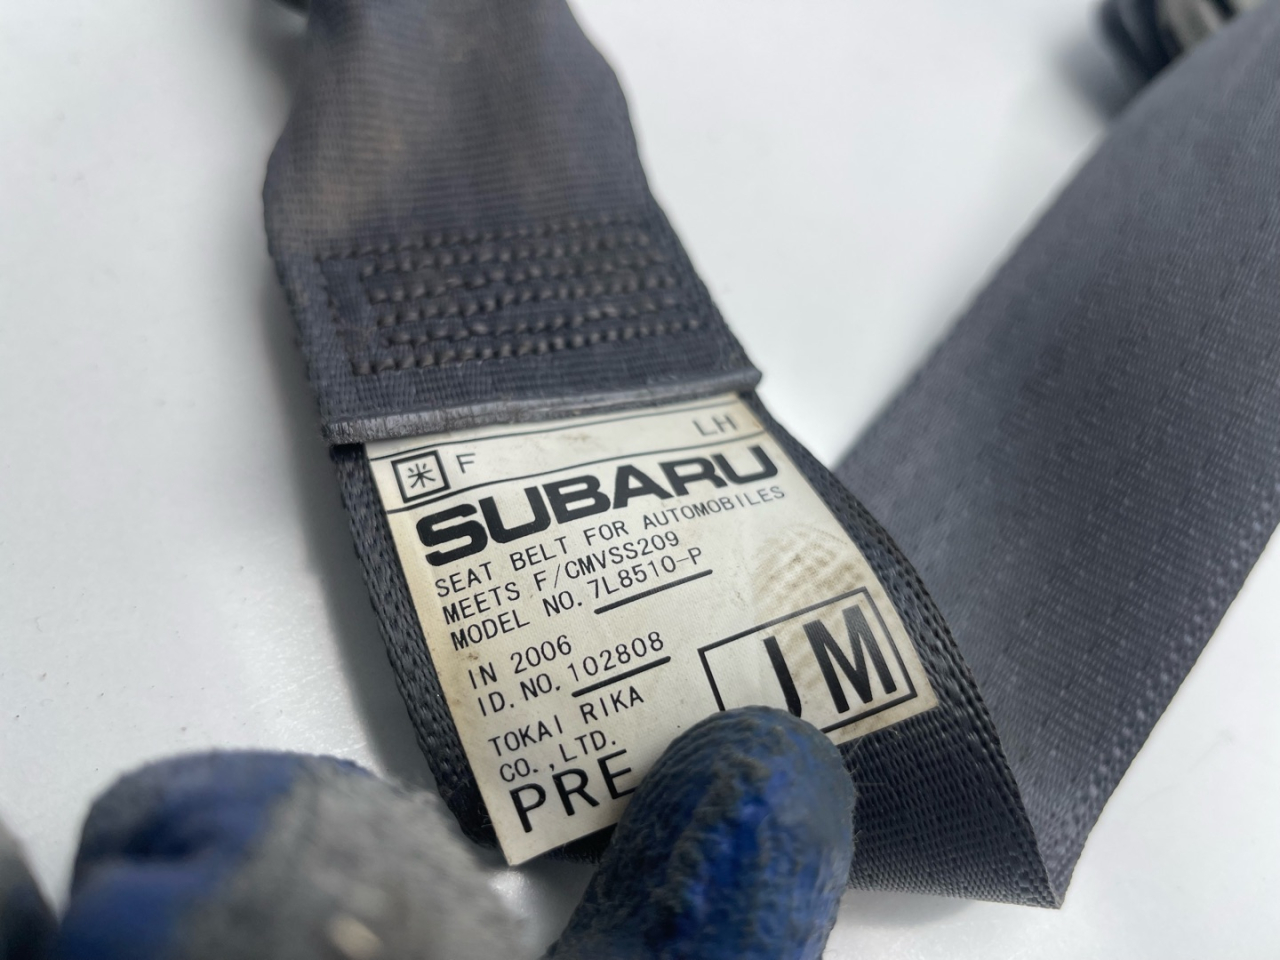 米 F LH
SUBARU
SEAT BELT FOR AUTOMOBILES
MEETS F/CMVSS209
MODEL NO. 7L8510-P
IN 2006
ID. NO. 102808
TOKAI RIKA
CO.,LTD.
PRE
M